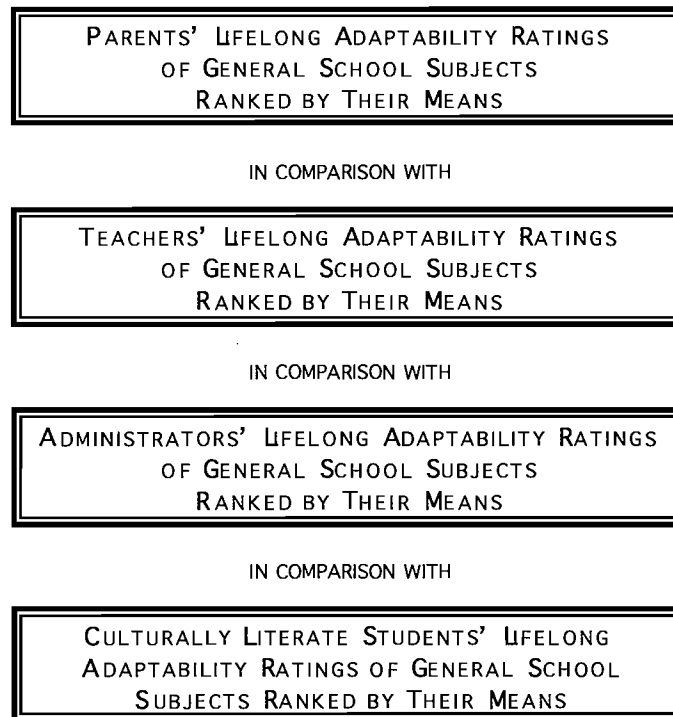 PARENTS' LIFELONG ADAPTABILITY RATINGS
OF GENERAL SCHOOL SUBJECTS
RANKED BY THEIR MEANS
IN COMPARISON WITH
TEACHERS' LIFELONG ADAPTABILITY RATINGS
OF GENERAL SCHOOL SUBJECTS
RANKED BY THEIR MEANS
IN COMPARISON WITH
ADMINISTRATORS' LIFELONG ADAPTABILITY RATINGS
OF GENERAL SCHOOL SUBJECTS
RANKED BY THEIR MEANS
IN COMPARISON WITH
CULTURALLY LITERATE STUDENTS' LIFELONG
ADAPTABILITY RATINGS OF GENERAL SCHOOL
SUBJECTS RANKED BY THEIR MEANS